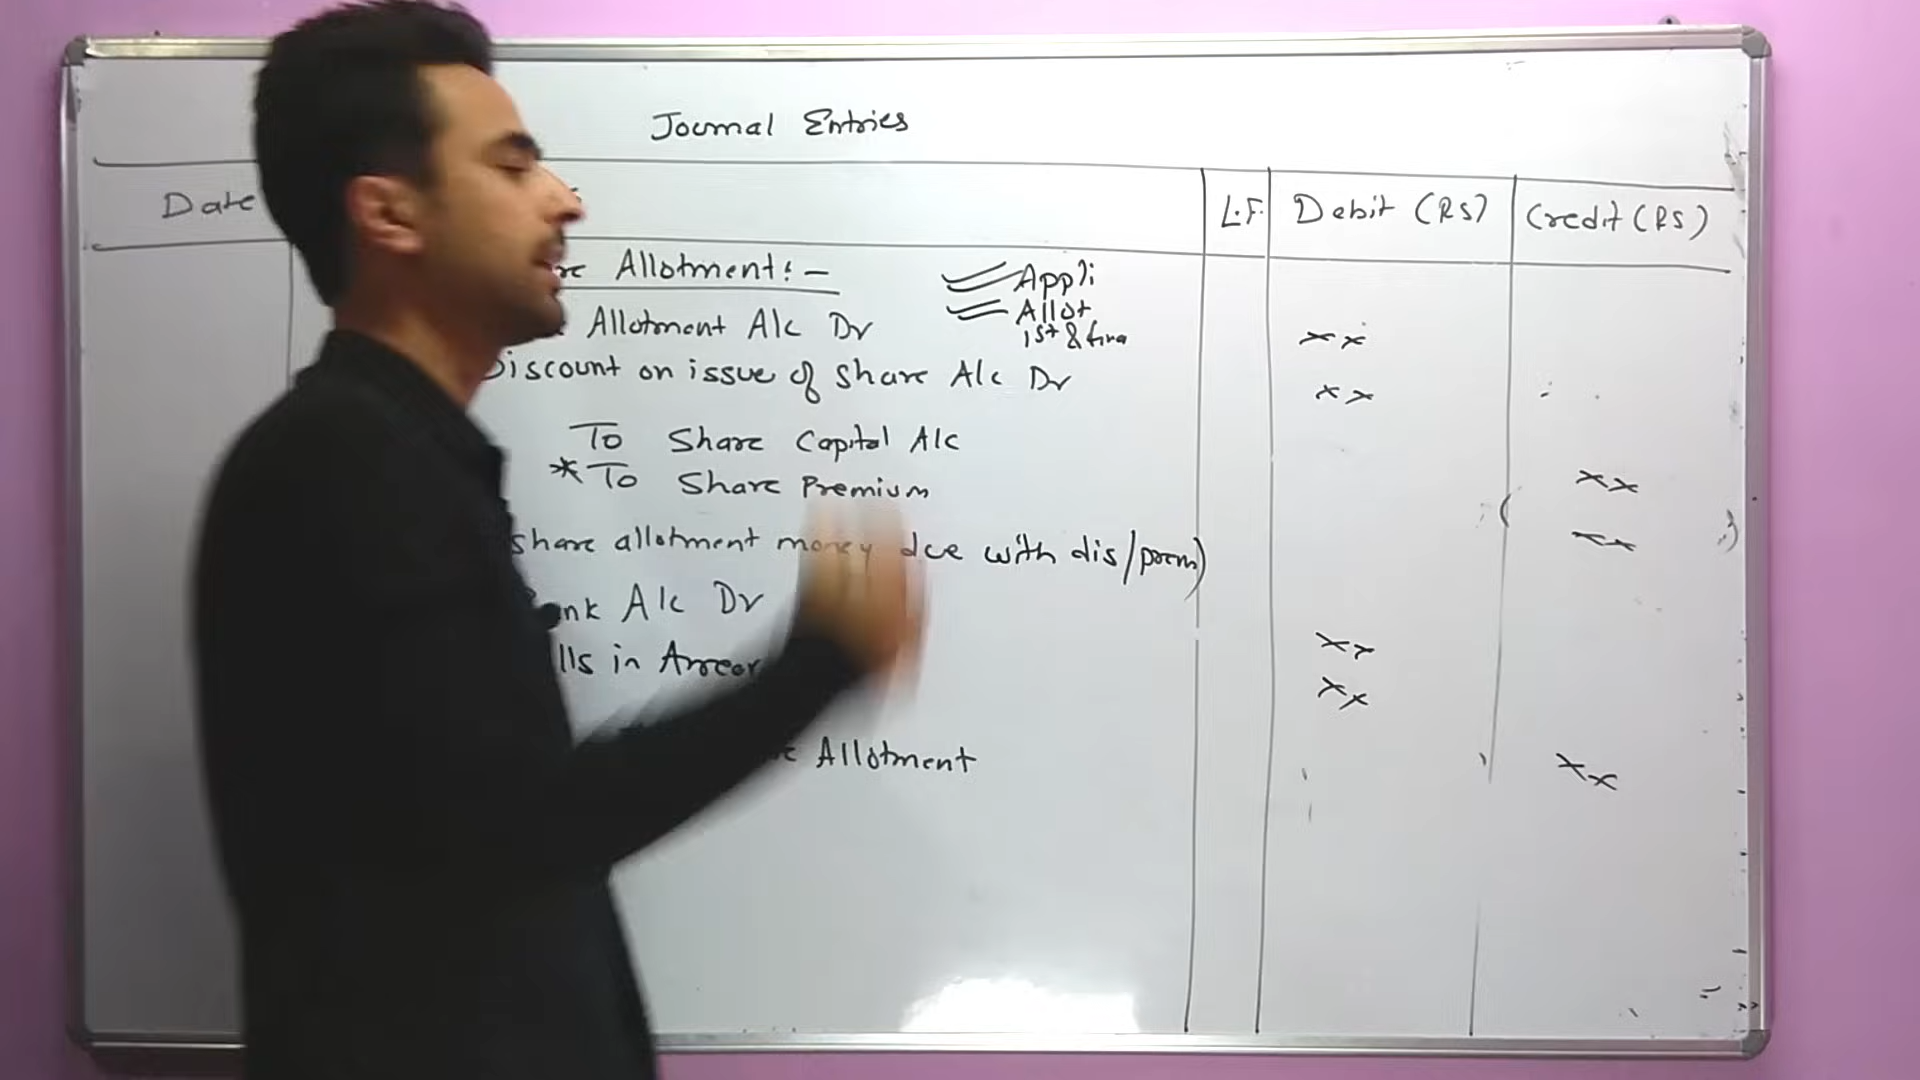 Journal Entries
Date L.F. Debit (RS) Credit (RS)
Allotment:-
Appli
Allot
1st & fina
Allotment A/c Dr xx
Discount on issue of share A/c Dr xx
To Share Capital A/c xx
*To Share Premium xx
share allotment money due with dis/prem)
A/c Dr xx
in Arrear xx
Allotment xx